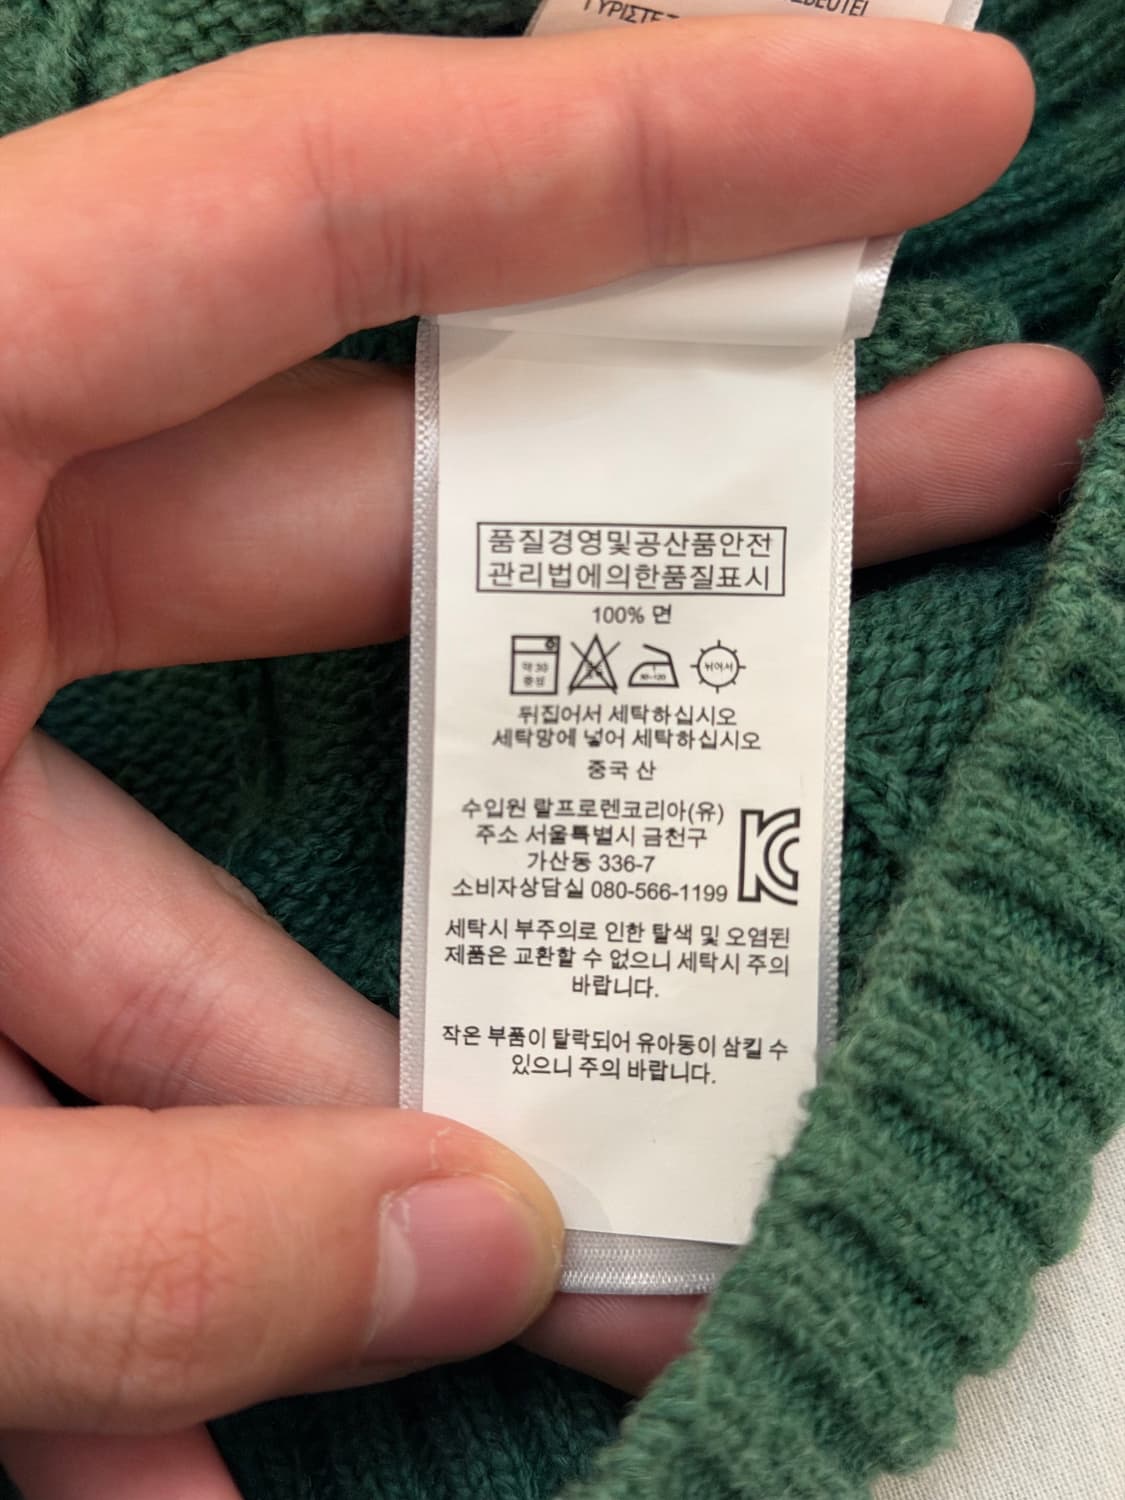 품질경영및공산품안전
관리법에의한품질표시
100% 면
약 30
중성
80~120
뉘어서
뒤집어서 세탁하십시오
세탁망에 넣어 세탁하십시오
중국 산
수입원 랄프로렌코리아(유)
주소 서울특별시 금천구
가산동 336-7
소비자상담실 080-566-1199
세탁시 부주의로 인한 탈색 및 오염된
제품은 교환할 수 없으니 세탁시 주의
바랍니다.
작은 부품이 탈락되어 유아동이 삼킬 수
있으니 주의 바랍니다.